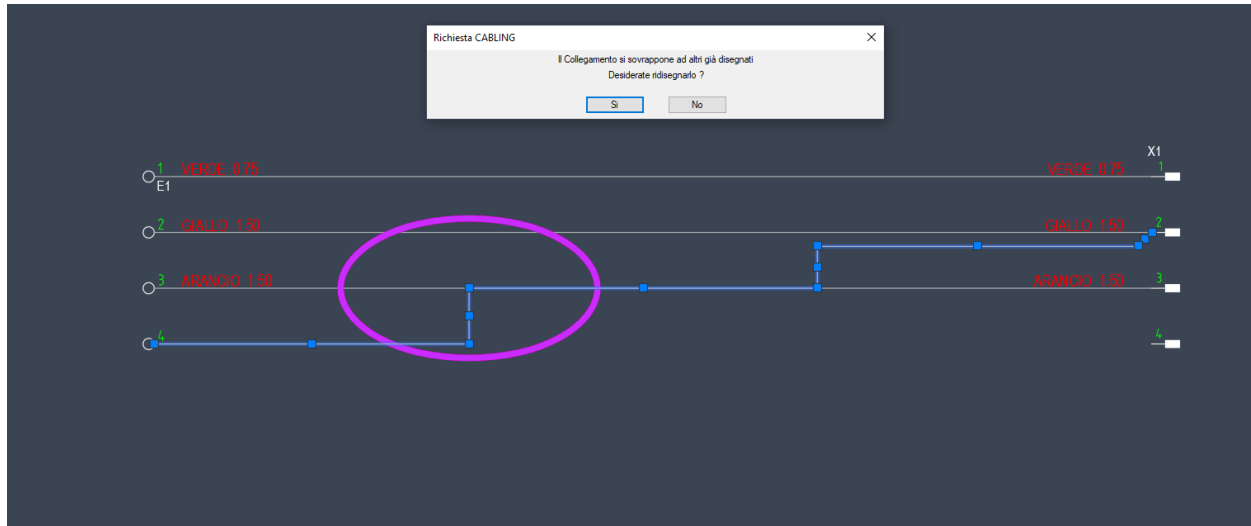 Richiesta CABLING
Il Collegamento si sovrappone ad altri già disegnati
Desiderate ridisegnarlo ?
Si No
X1
1 VERDE 0.75 VERDE 0.75 1
E1
2 GIALLO 1.50 GIALLO 1.50 2
3 ARANCIO 1.50 ARANCIO 1.50 3
4 4